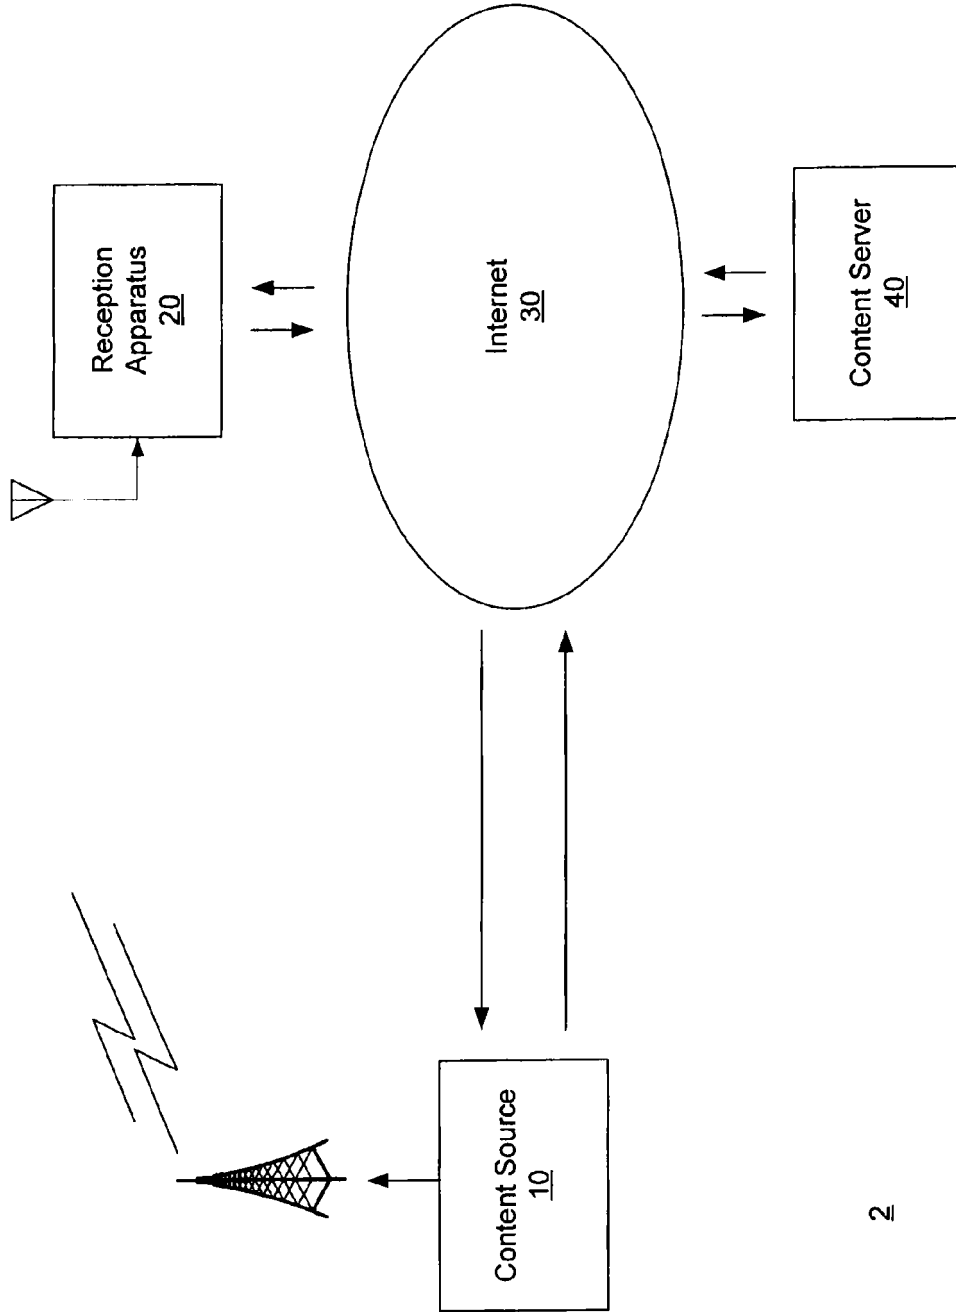 Reception
Apparatus
20
Internet
30
Content Source
10
Content Server
40
2